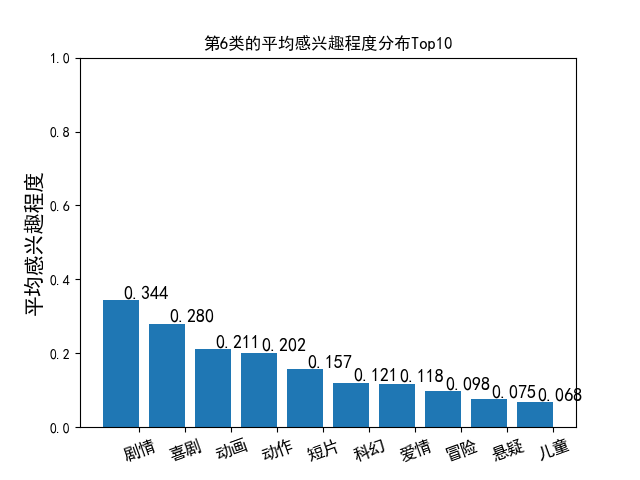 第6类的平均感兴趣程度分布Top10
平均感兴趣程度
1.0
0.8
0.6
0.4
0.2
0.0
0.344
0.280
0.211
0.202
0.157
0.121
0.118
0.098
0.075
0.068
剧情
喜剧
动画
动作
短片
科幻
爱情
冒险
悬疑
儿童